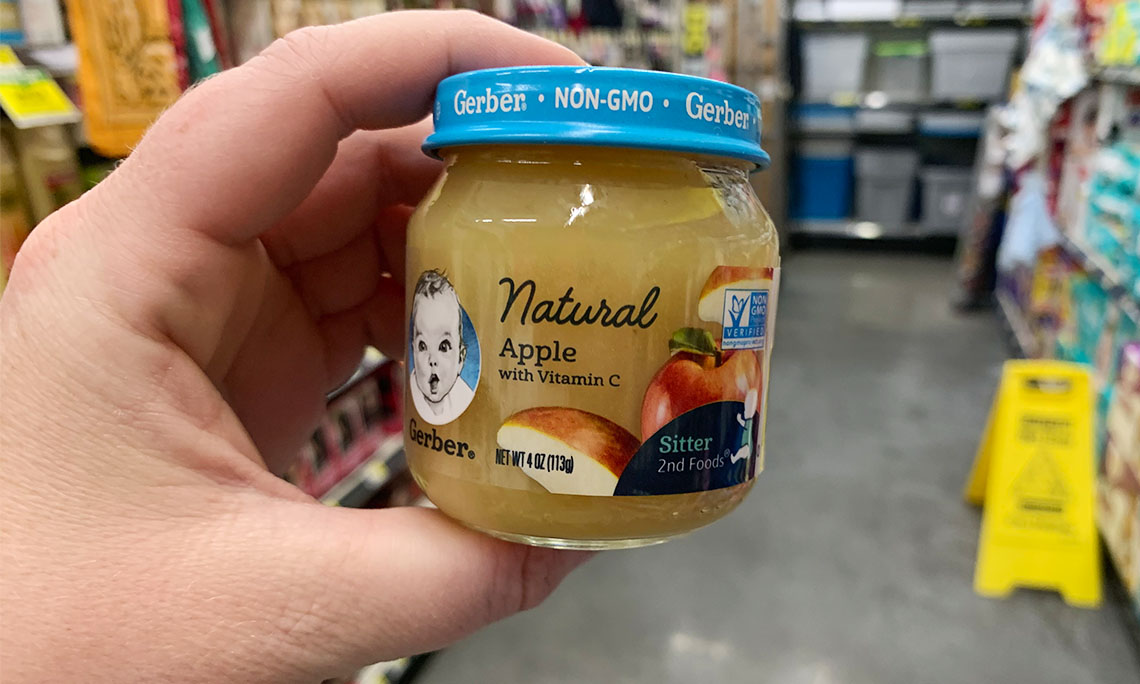 Gerber® • NON-GMO • Gerber
Natural
Apple
with Vitamin C
NON
GMO
VERIFIED
Gerber®
NET WT 4 OZ (113g)
Sitter
2nd Foods®